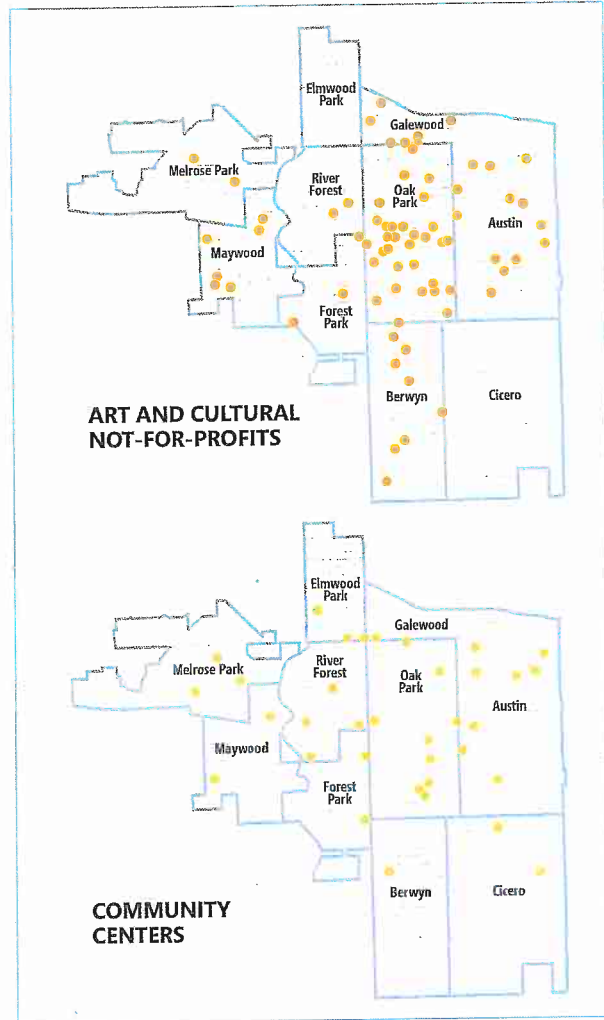 Elmwood
Park
Galewood
Melrose Park
River
Forest
Oak
Park
Austin
Maywood
Forest
Park
Berwyn
Cicero
ART AND CULTURAL
NOT-FOR-PROFITS
Elmwood
Park
Galewood
Melrose Park
River
Forest
Oak
Park
Austin
Maywood
Forest
Park
Berwyn
Cicero
COMMUNITY
CENTERS